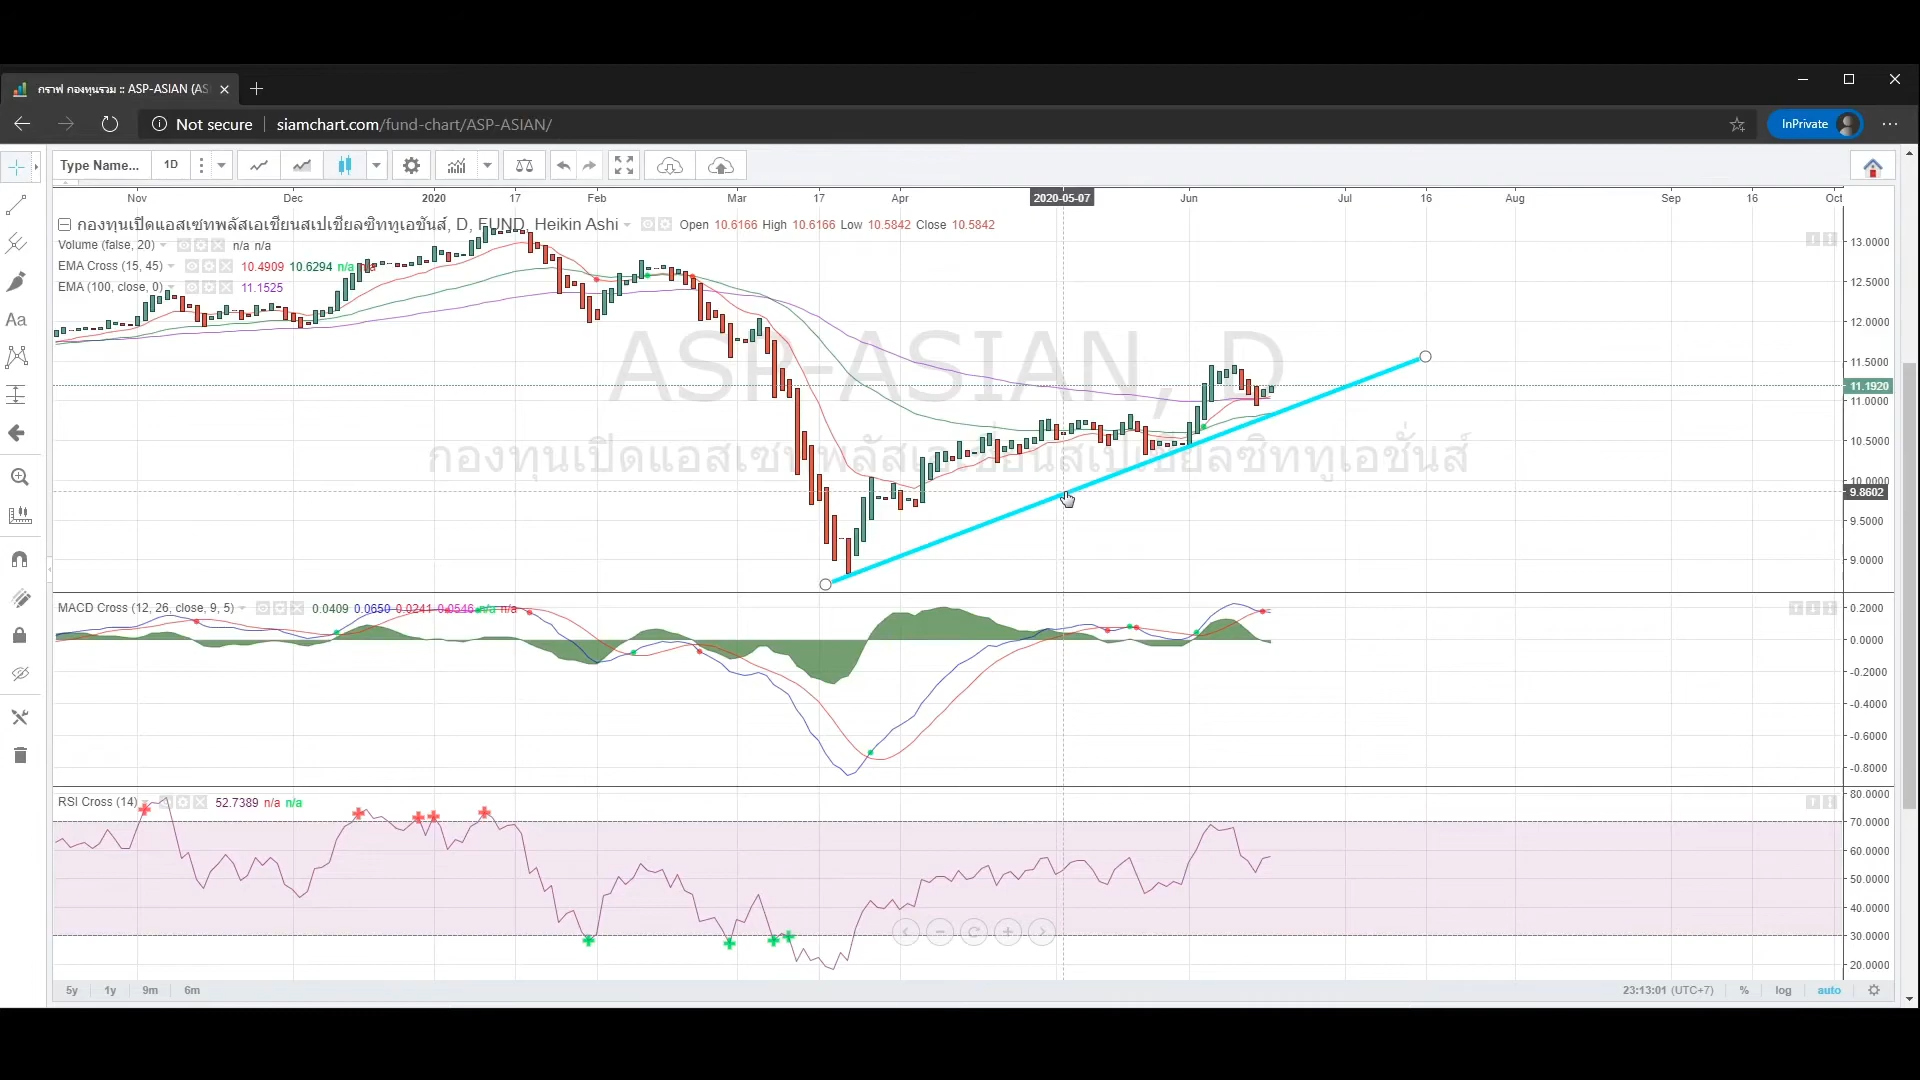 กราฟ กองทุนรวม :: ASP-ASIAN (AS
Not secure siamchart.com/fund-chart/ASP-ASIAN/ InPrivate
Type Name... 1D
Nov Dec 2020 17 Feb Mar 17 Apr 2020-05-07 Jun Jul 16 Aug Sep 16 Oct
กองทุนเปิดแอสเซทพลัสเอเชียนสเปเชียลซิททูเอชั่นส์, D, FUND, Heikin Ashi Open 10.6166 High 10.6166 Low 10.5842 Close 10.5842
Volume (false, 20) n/a n/a
EMA Cross (15, 45) 10.4909 10.6294 n/a n/a
EMA (100, close, 0) 11.1525
ASP-ASIAN, D
กองทุนเปิดแอสเซทพลัสเอเชียนสเปเชียลซิททูเอชั่นส์
13.0000
12.5000
12.0000
11.5000
11.1920
11.0000
10.5000
10.0000
9.8602
9.5000
9.0000
MACD Cross (12, 26, close, 9, 5) 0.0409 0.0650 0.0241 0.0546 n/a n/a
0.2000
0.0000
-0.2000
-0.4000
-0.6000
-0.8000
RSI Cross (14) 52.7389 n/a n/a
80.0000
70.0000
60.0000
50.0000
40.0000
30.0000
20.0000
5y 1y 9m 6m 23:13:01 (UTC+7) % log auto
Aa